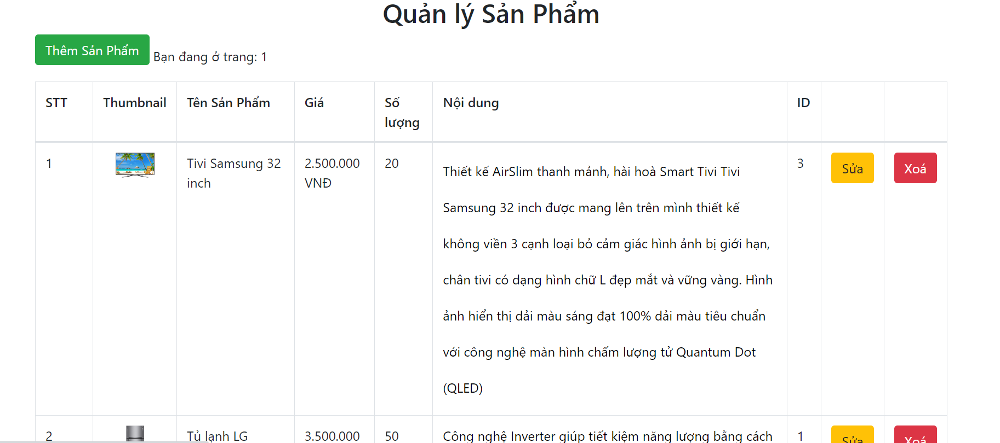 Quản lý Sản Phẩm
Thêm Sản Phẩm Bạn đang ở trang: 1
STT Thumbnail Tên Sản Phẩm Giá Số lượng Nội dung ID
1 Tivi Samsung 32 inch 2.500.000 VNĐ 20
Thiết kế AirSlim thanh mảnh, hài hoà Smart Tivi Tivi
Samsung 32 inch được mang lên trên mình thiết kế
không viền 3 cạnh loại bỏ cảm giác hình ảnh bị giới hạn,
chân tivi có dạng hình chữ L đẹp mắt và vững vàng. Hình
ảnh hiển thị dải màu sáng đạt 100% dải màu tiêu chuẩn
với công nghệ màn hình chấm lượng tử Quantum Dot
(QLED)
3 Sửa Xoá
2 Tủ lạnh LG 3.500.000 50 Công nghệ Inverter giúp tiết kiệm năng lượng bằng cách 1 Sửa Xoá